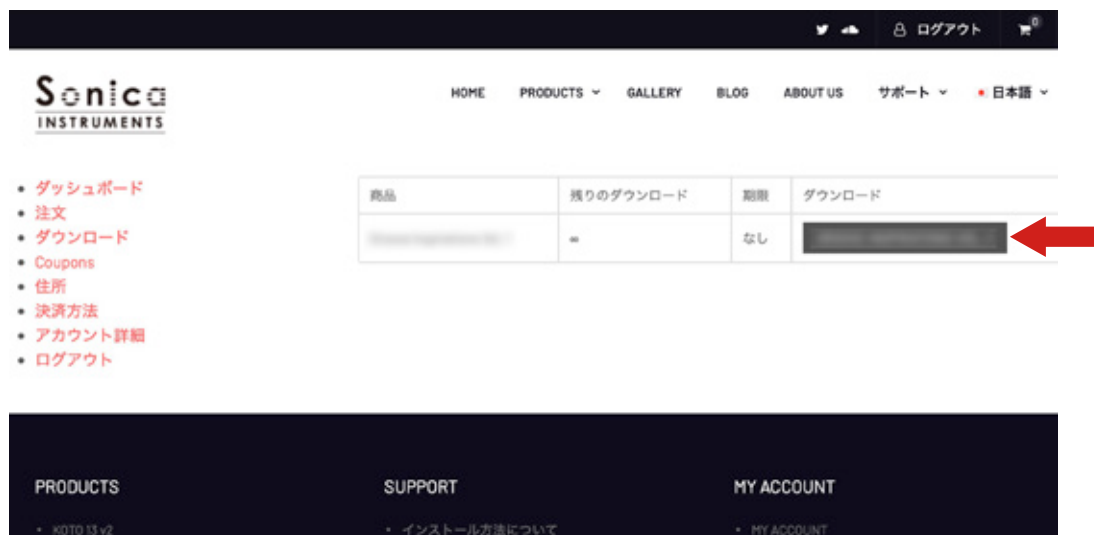 ログアウト 0
Sonica
INSTRUMENTS
HOME PRODUCTS GALLERY BLOG ABOUT US サポート 日本語
• ダッシュボード
• 注文
• ダウンロード
• Coupons
• 住所
• 決済方法
• アカウント詳細
• ログアウト
商品 残りのダウンロード 期限 ダウンロード
∞ なし
PRODUCTS SUPPORT MY ACCOUNT
• KOTO 13 v2 • インストール方法について • MY ACCOUNT